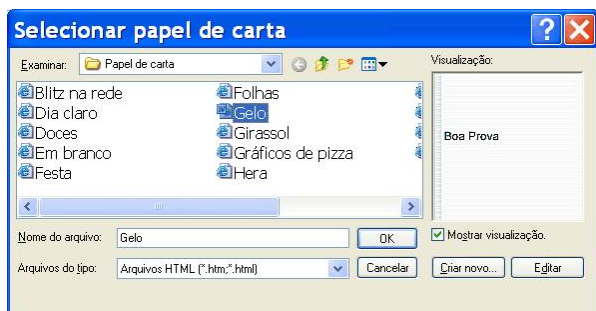 Selecionar papel de carta
Examinar: Papel de carta
Visualização:
Blitz na rede
Dia claro
Doces
Em branco
Festa
Folhas
Gelo
Girassol
Gráficos de pizza
Hera
Boa Prova
Nome do arquivo: Gelo OK
Mostrar visualização.
Arquivos do tipo: Arquivos HTML (*.htm;*.html) Cancelar
Criar novo... Editar